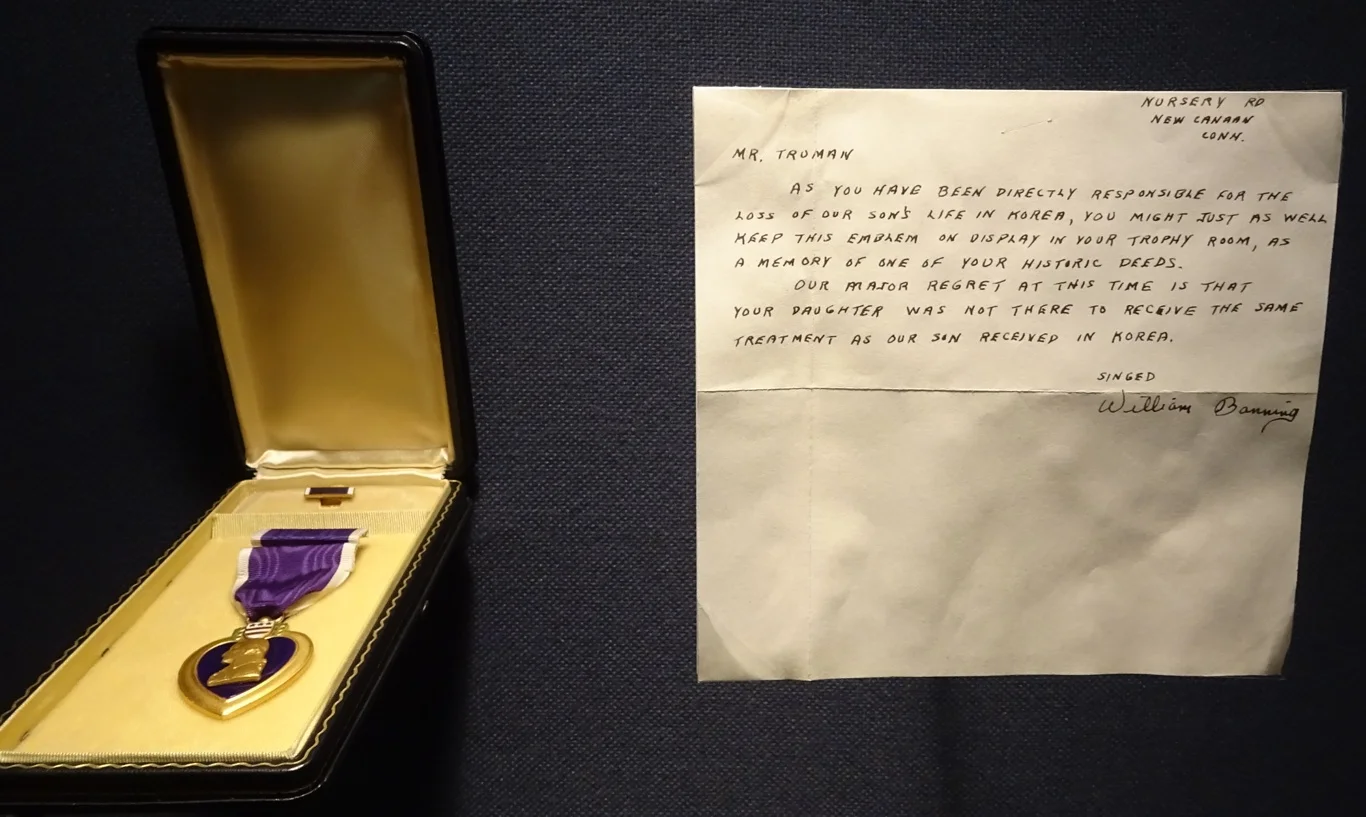 NURSERY RD
NEW CANAAN
CONN.
MR. TRUMAN
AS YOU HAVE BEEN DIRECTLY RESPONSIBLE FOR THE
LOSS OF OUR SON'S LIFE IN KOREA, YOU MIGHT JUST AS WELL
KEEP THIS EMBLEM ON DISPLAY IN YOUR TROPHY ROOM, AS
A MEMORY OF ONE OF YOUR HISTORIC DEEDS.
OUR MAJOR REGRET AT THIS TIME IS THAT
YOUR DAUGHTER WAS NOT THERE TO RECEIVE THE SAME
TREATMENT AS OUR SON RECEIVED IN KOREA.
SINGED
William Banning